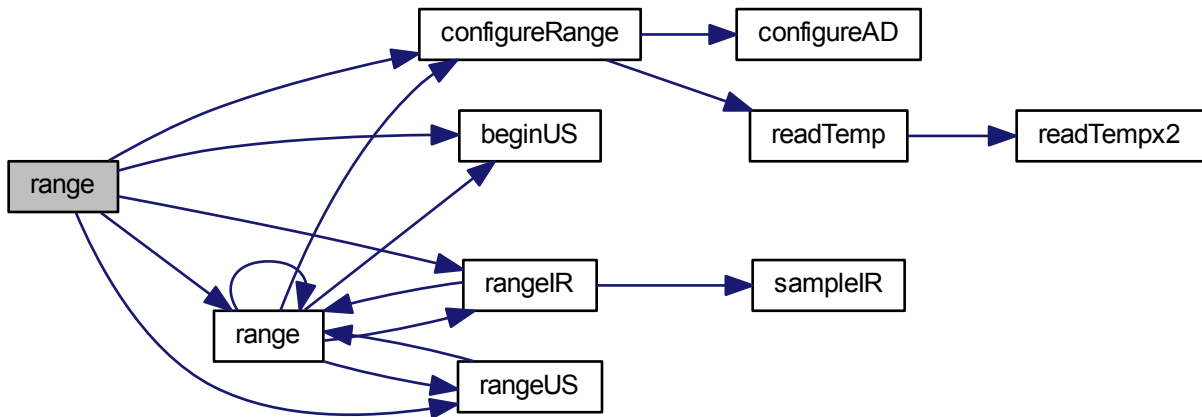 configureRange
configureAD
beginUS
readTemp
readTempx2
range
rangeIR
sampleIR
range
rangeUS